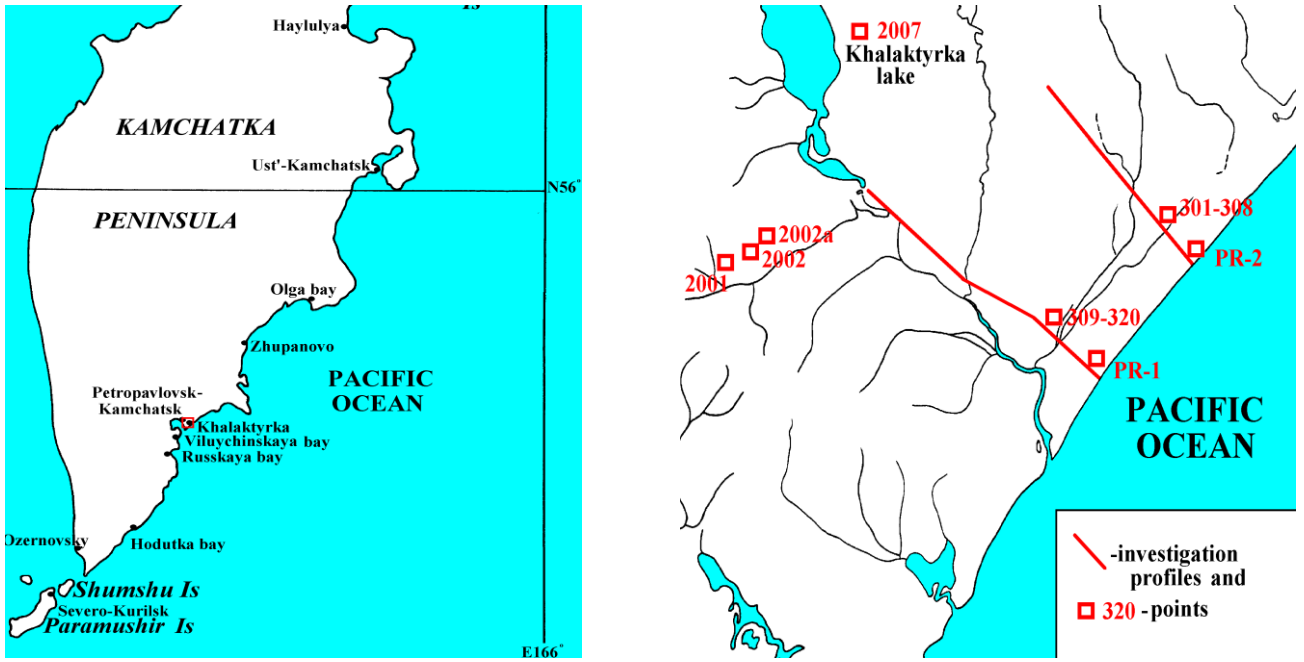 Is
Haylulya
KAMCHATKA
Ust'-Kamchatsk
N56°
PENINSULA
Olga bay
Zhupanovo
PACIFIC
OCEAN
Petropavlovsk-
Kamchatsk
Khalaktyrka
Viluychinskaya bay
Russkaya bay
Hodutka bay
Ozernovsky
Shumshu Is
Severo-Kurilsk
Paramushir Is
E166°
2007
Khalaktyrka
lake
301-308
2002a
2002
2001
PR-2
309-320
PR-1
PACIFIC
OCEAN
-investigation
profiles and
320 -points